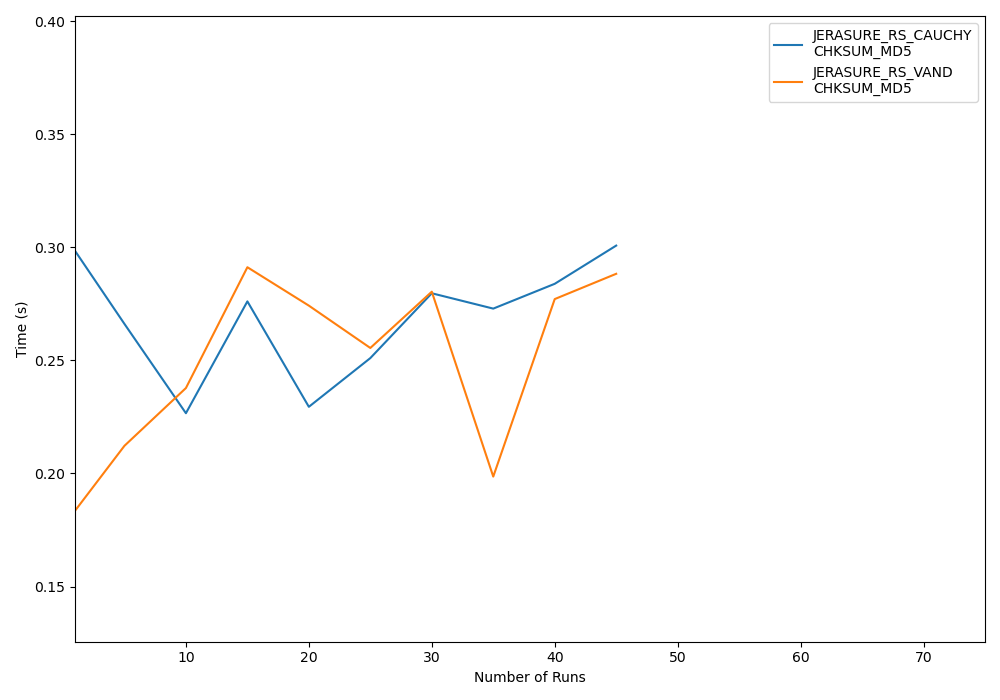 JERASURE_RS_CAUCHY
CHKSUM_MD5
JERASURE_RS_VAND
CHKSUM_MD5
0.40
0.35
0.30
0.25
0.20
0.15
Time (s)
10 20 30 40 50 60 70
Number of Runs